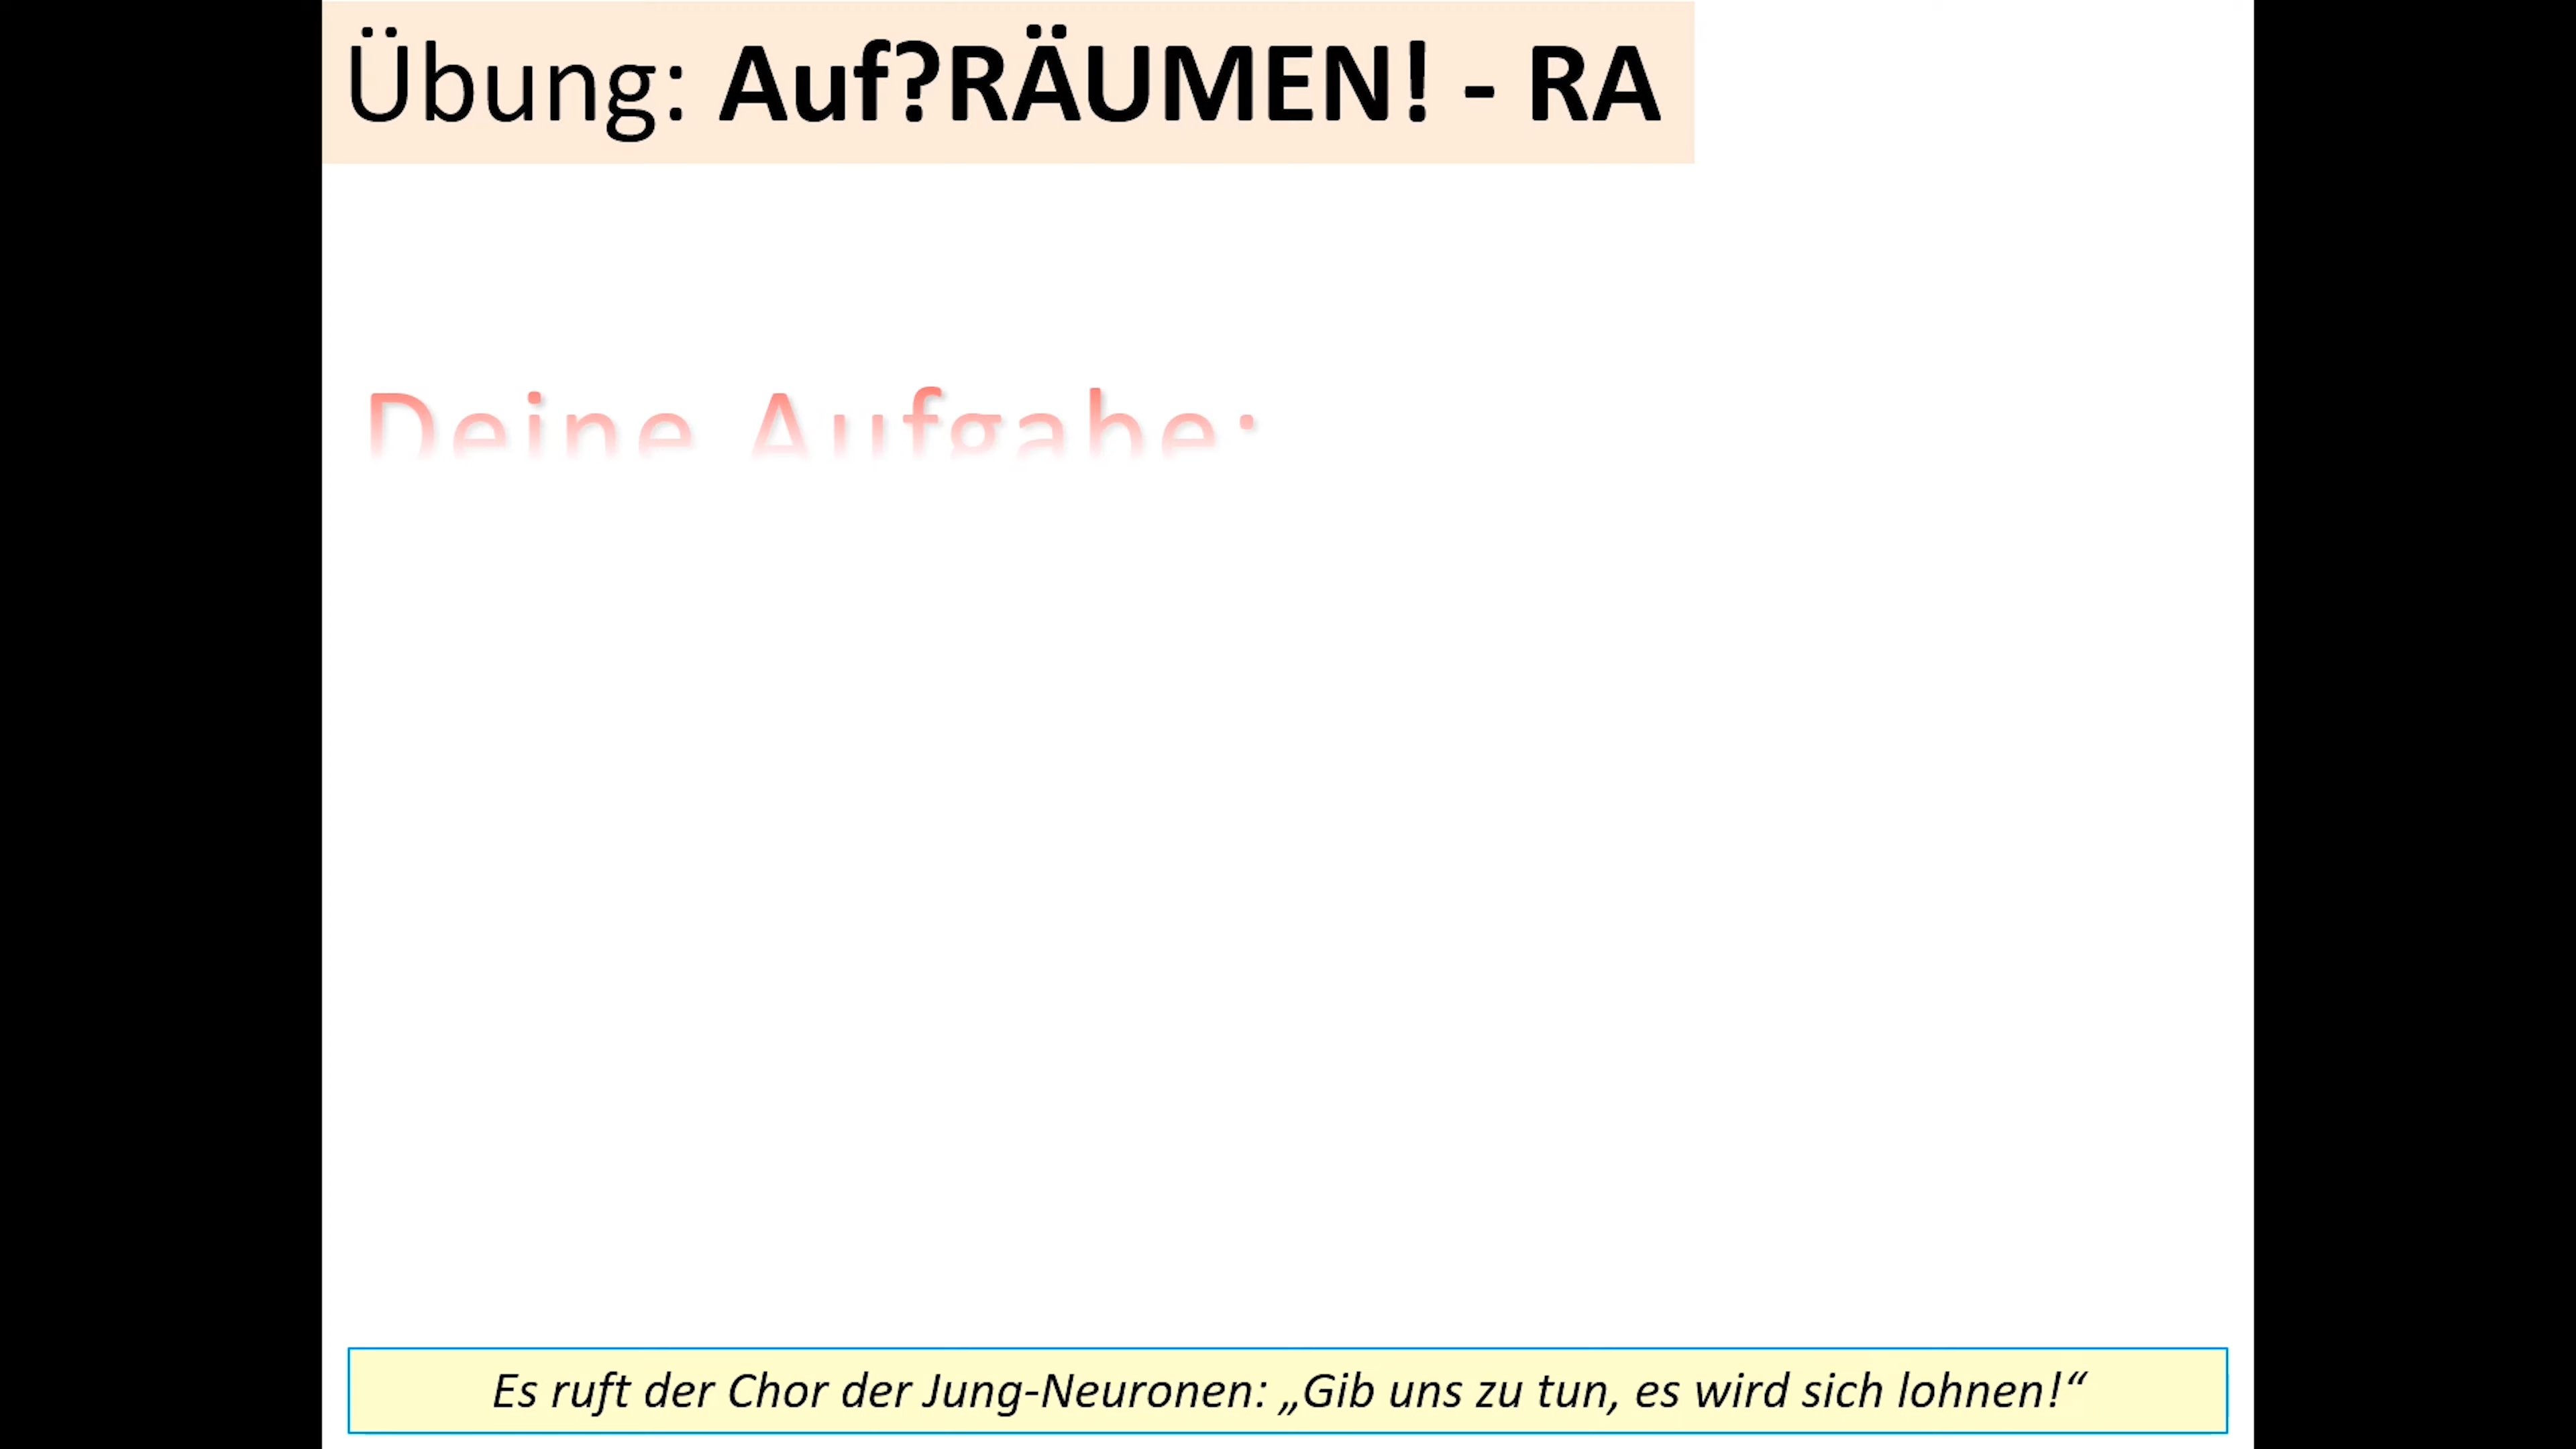 Übung: Auf?RÄUMEN! - RA
Deine Aufgabe:
Es ruft der Chor der Jung-Neuronen: „Gib uns zu tun, es wird sich lohnen!“